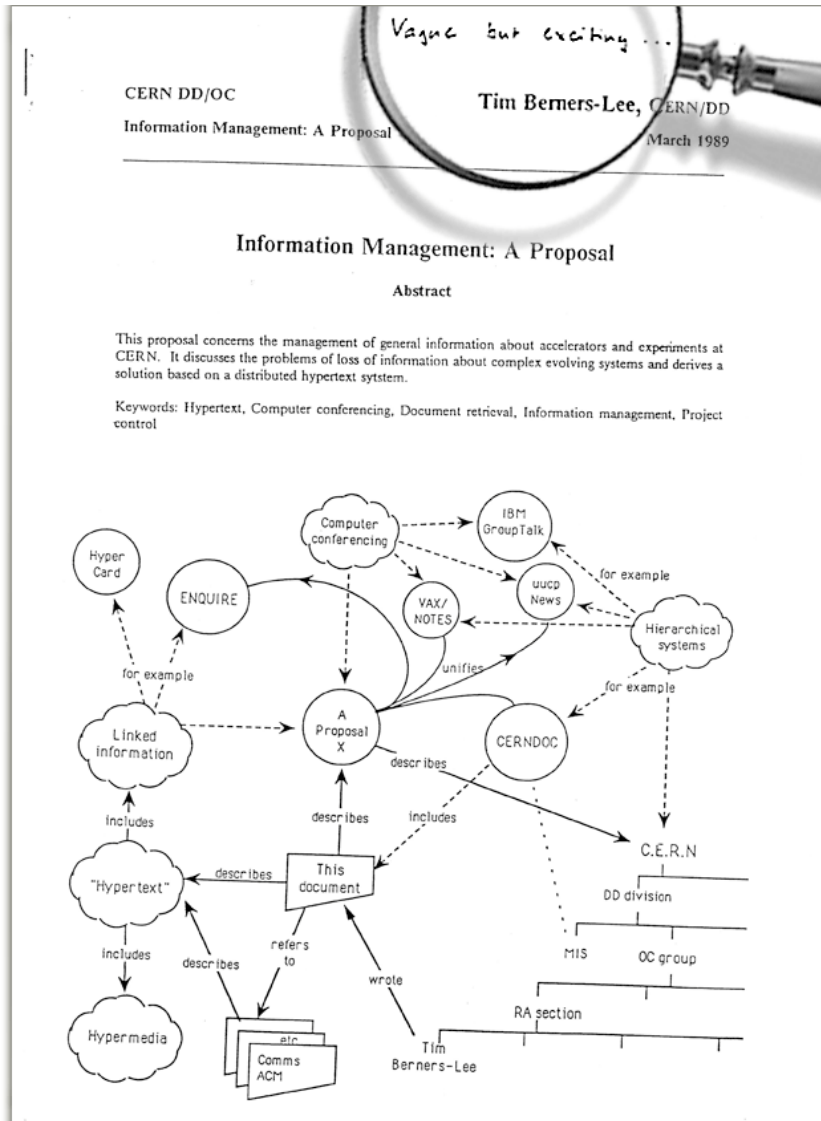 Vague but exciting ...
CERN DD/OC
Tim Berners-Lee, CERN/DD
Information Management: A Proposal
March 1989
Information Management: A Proposal
Abstract
This proposal concerns the management of general information about accelerators and experiments at
CERN. It discusses the problems of loss of information about complex evolving systems and derives a
solution based on a distributed hypertext sytstem.
Keywords: Hypertext, Computer conferencing, Document retrieval, Information management, Project
control
Computer
conferencing
IBM
GroupTalk
Hyper
Card
ENQUIRE
VAX/
NOTES
uucp
News
for example
Hierarchical
systems
for example
unifies
for example
Linked
information
A
Proposal
X
CERNDOC
describes
includes
describes
includes
C.E.R.N
"Hypertext"
describes
This
document
DD division
includes
describes
refers
to
wrote
MIS
OC group
RA section
Hypermedia
etc
Comms
ACM
Tim
Berners-Lee